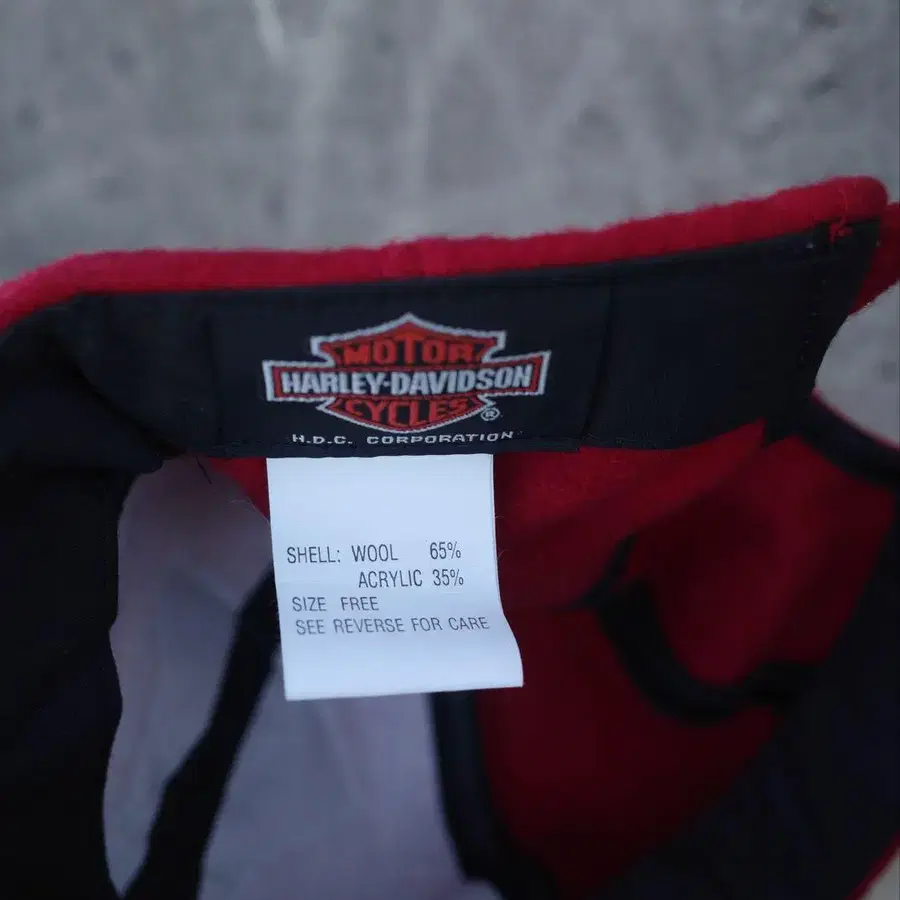 MOTOR
HARLEY-DAVIDSON
CYCLES ®
H.D.C. CORPORATION
SHELL: WOOL 65%
ACRYLIC 35%
SIZE FREE
SEE REVERSE FOR CARE